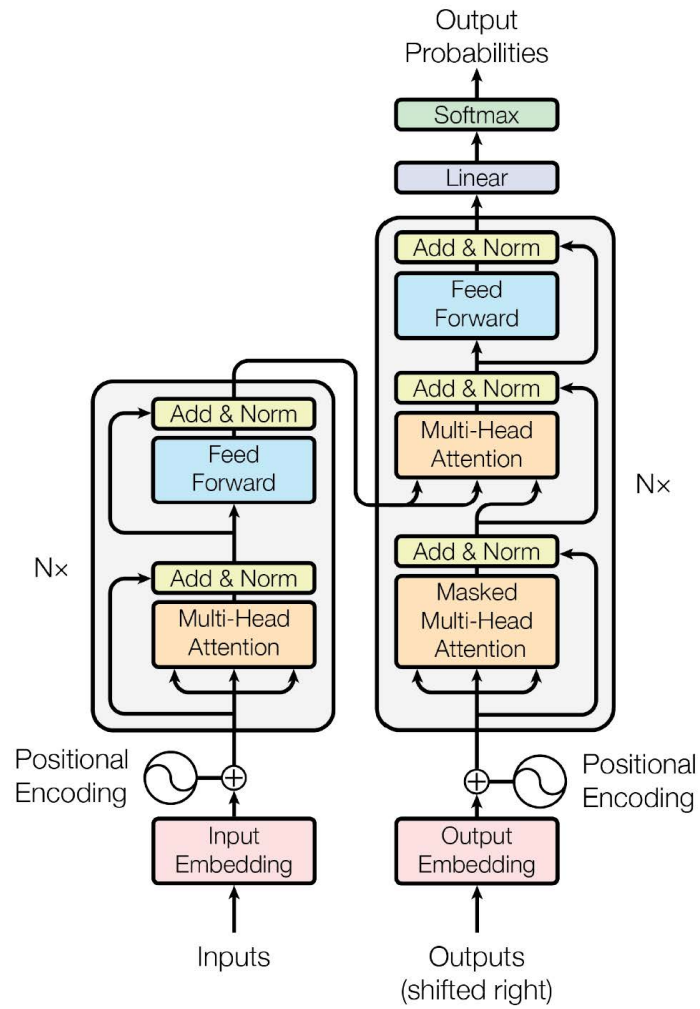 Output
Probabilities
Softmax
Linear
Add & Norm
Feed
Forward
Add & Norm
Multi-Head
Attention
Add & Norm
Masked
Multi-Head
Attention
N×
Add & Norm
Feed
Forward
Add & Norm
Multi-Head
Attention
N×
Positional
Encoding
Input
Embedding
Inputs
Positional
Encoding
Output
Embedding
Outputs
(shifted right)